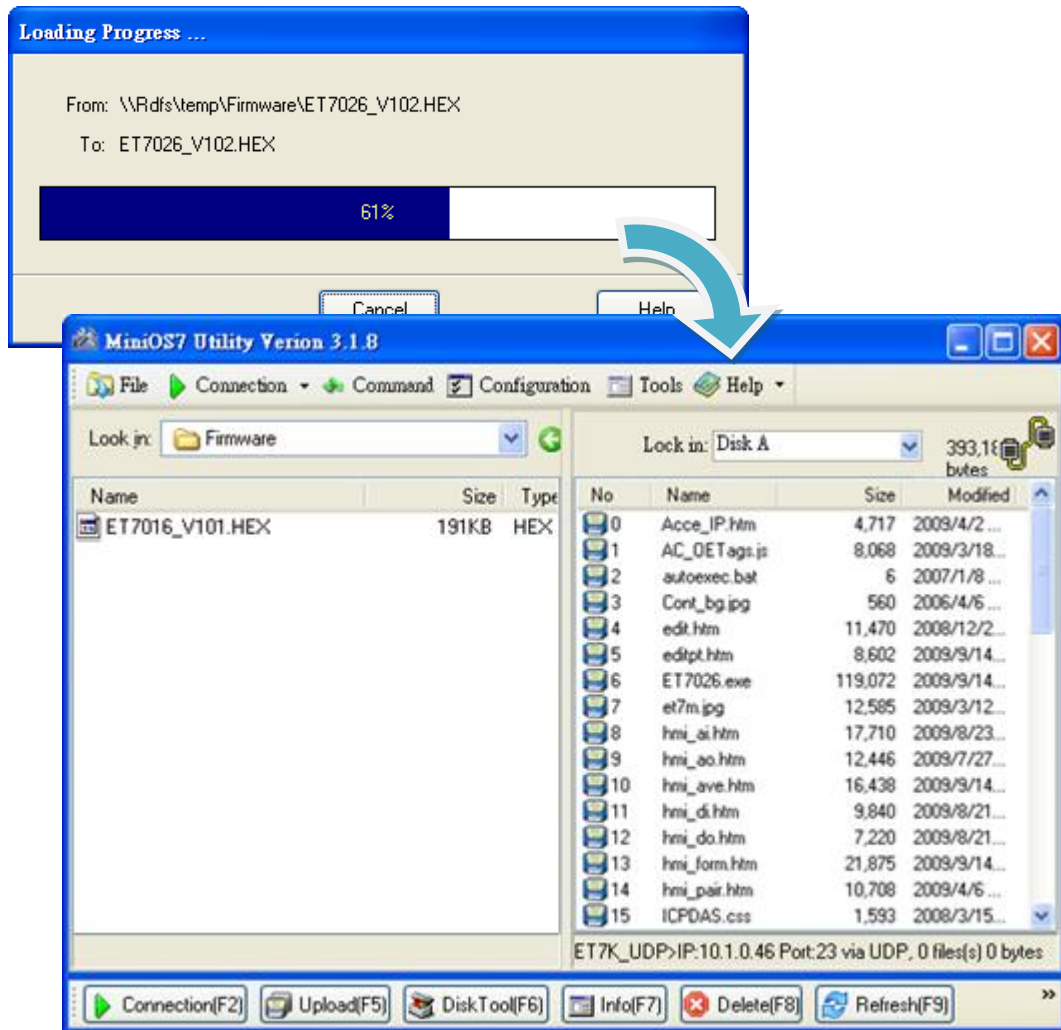 Loading Progress ...
From: \\Rdfs\temp\Firmware\ET7026_V102.HEX
To: ET7026_V102.HEX
61%
Cancel Help
MiniOS7 Utility Verion 3.1.8
File Connection Command Configuration Tools Help
Look in: Firmware
Name Size Type
ET7016_V101.HEX 191KB HEX
Lock in: Disk A 393,18
bytes
No Name Size Modified
0 Acce_IP.htm 4,717 2009/4/2 ...
1 AC_OETags.js 8,068 2009/3/18...
2 autoexec.bat 6 2007/1/8 ...
3 Cont_bg.jpg 560 2006/4/6 ...
4 edit.htm 11,470 2008/12/2...
5 editpt.htm 8,602 2009/9/14...
6 ET7026.exe 119,072 2009/9/14...
7 et7m.jpg 12,585 2009/3/12...
8 hmi_ai.htm 17,710 2009/8/23...
9 hmi_ao.htm 12,446 2009/7/27...
10 hmi_ave.htm 16,438 2009/9/14...
11 hmi_di.htm 9,840 2009/8/21...
12 hmi_do.htm 7,220 2009/8/21...
13 hmi_form.htm 21,875 2009/9/14...
14 hmi_pair.htm 10,708 2009/4/6 ...
15 ICPDAS.css 1,593 2008/3/15...
ET7K_UDP>IP:10.1.0.46 Port:23 via UDP, 0 files(s) 0 bytes
Connection(F2) Upload(F5) DiskTool(F6) Info(F7) Delete(F8) Refresh(F9) »